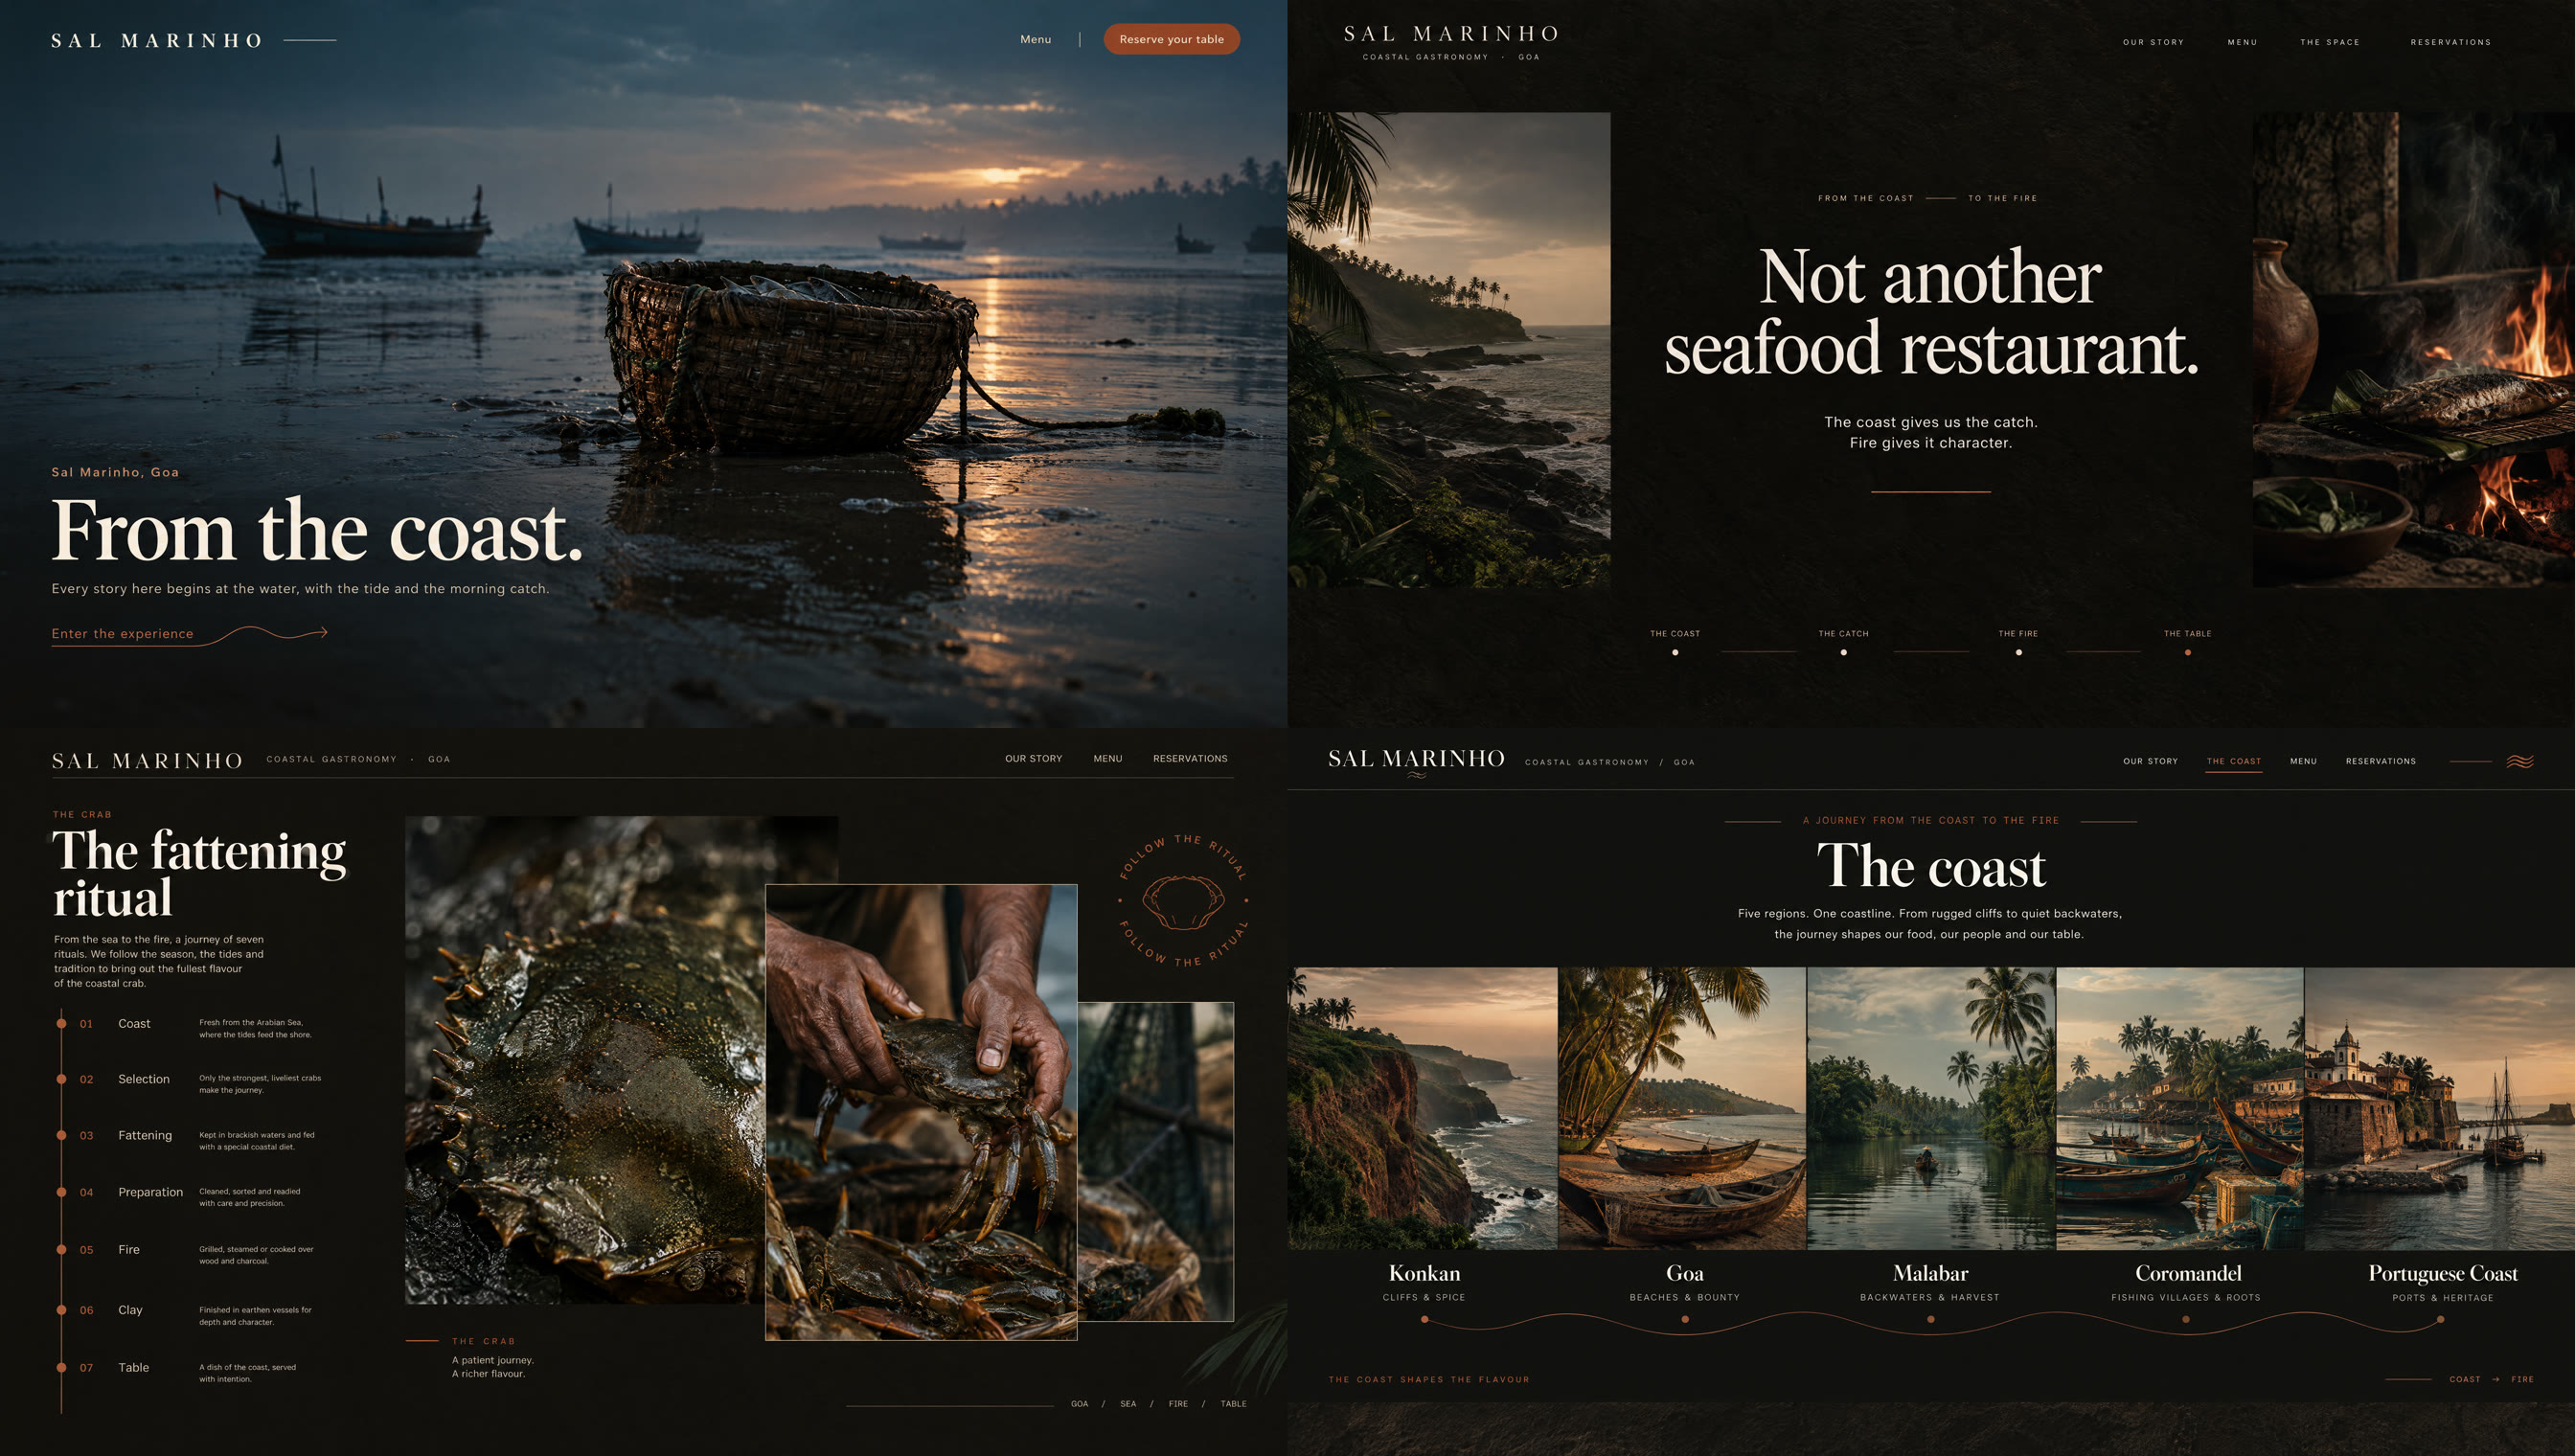 SAL MARINHO
Menu
Reserve your table
Sal Marinho, Goa
From the coast.
Every story here begins at the water, with the tide and the morning catch.
Enter the experience
SAL MARINHO
COASTAL GASTRONOMY · GOA
OUR STORY
MENU
THE SPACE
RESERVATIONS
FROM THE COAST
TO THE FIRE
Not another
seafood restaurant.
The coast gives us the catch.
Fire gives it character.
THE COAST
THE CATCH
THE FIRE
THE TABLE
SAL MARINHO
COASTAL GASTRONOMY · GOA
OUR STORY
MENU
RESERVATIONS
THE CRAB
The fattening
ritual
From the sea to the fire, a journey of seven
rituals. We follow the season, the tides and
tradition to bring out the fullest flavour
of the coastal crab.
01 Coast
Fresh from the Arabian Sea,
where the tides feed the shore.
02 Selection
Only the strongest, liveliest crabs
make the journey.
03 Fattening
Kept in brackish waters and fed
with a special coastal diet.
04 Preparation
Cleaned, sorted and readied
with care and precision.
05 Fire
Grilled, steamed or cooked over
wood and charcoal.
06 Clay
Finished in earthen vessels for
depth and character.
07 Table
A dish of the coast, served
with intention.
FOLLOW THE RITUAL
FOLLOW THE RITUAL
THE CRAB
A patient journey.
A richer flavour.
GOA / SEA / FIRE / TABLE
SAL MARINHO
COASTAL GASTRONOMY / GOA
OUR STORY
THE COAST
MENU
RESERVATIONS
A JOURNEY FROM THE COAST TO THE FIRE
The coast
Five regions. One coastline. From rugged cliffs to quiet backwaters,
the journey shapes our food, our people and our table.
Konkan
CLIFFS & SPICE
Goa
BEACHES & BOUNTY
Malabar
BACKWATERS & HARVEST
Coromandel
FISHING VILLAGES & ROOTS
Portuguese Coast
PORTS & HERITAGE
THE COAST SHAPES THE FLAVOUR
COAST → FIRE